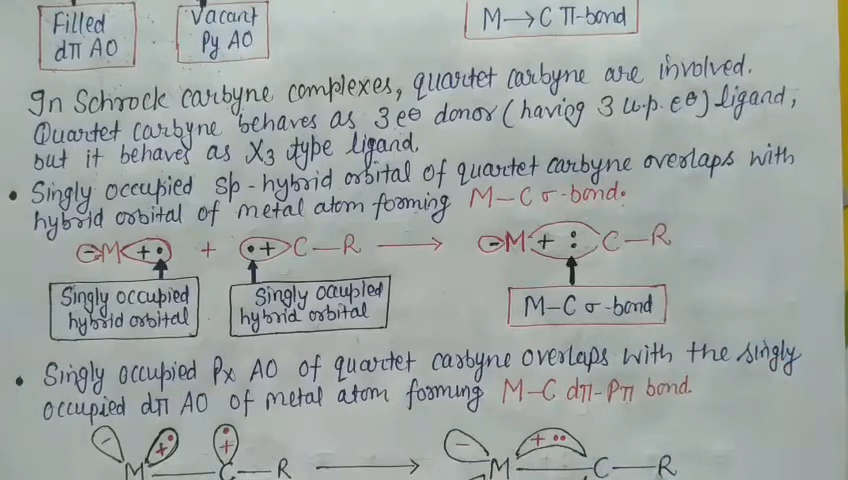 Filled
dπ AO
Vacant
Py AO
M→C π-bond
In Schrock carbyne complexes, quartet carbyne are involved.
Quartet carbyne behaves as 3e⊖ donor (having 3 u.p. e⊖) ligand,
but it behaves as X₃ type ligand.
• Singly occupied sp-hybrid orbital of quartet carbyne overlaps with
hybrid orbital of metal atom forming M-C σ-bond.
-M + • + • + C-R → -M + : C-R
Singly occupied
hybrid orbital
Singly occupied
hybrid orbital
M-C σ-bond
• Singly occupied Px AO of quartet carbyne overlaps with the singly
occupied dπ AO of metal atom forming M-C dπ-Pπ bond.
- + • + •
M-C-R → M-C-R
- + ••